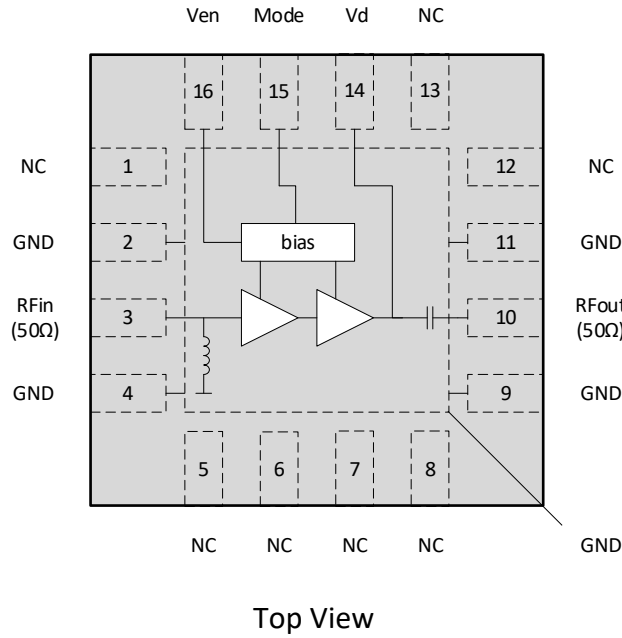 Ven Mode Vd NC
16 15 14 13
NC 1 12 NC
GND 2 11 GND
bias
RFin
(50Ω)
3 10
RFout
(50Ω)
GND 4 9 GND
5 6 7 8
NC NC NC NC
GND
Top View